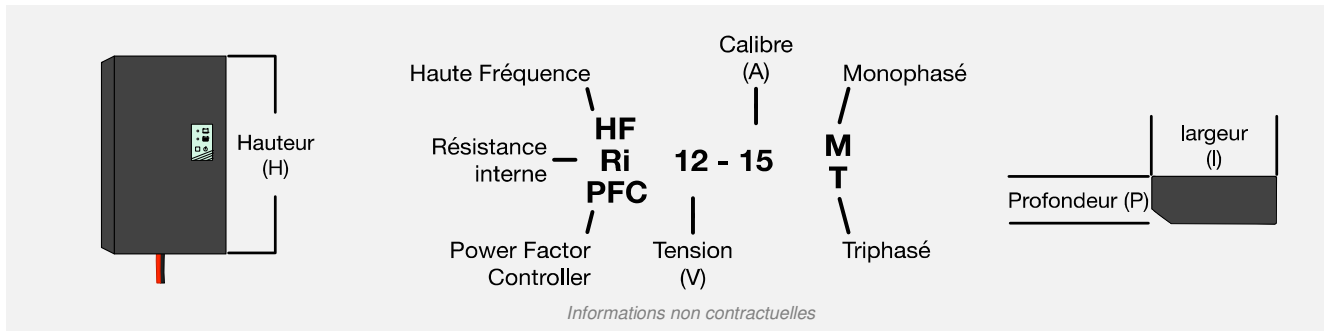 Hauteur
(H)
Haute Fréquence
Résistance
interne
Power Factor
Controller
HF
Ri
PFC
Calibre
(A)
12 - 15
Tension
(V)
Monophasé
M
T
Triphasé
largeur
(l)
Profondeur (P)
Informations non contractuelles